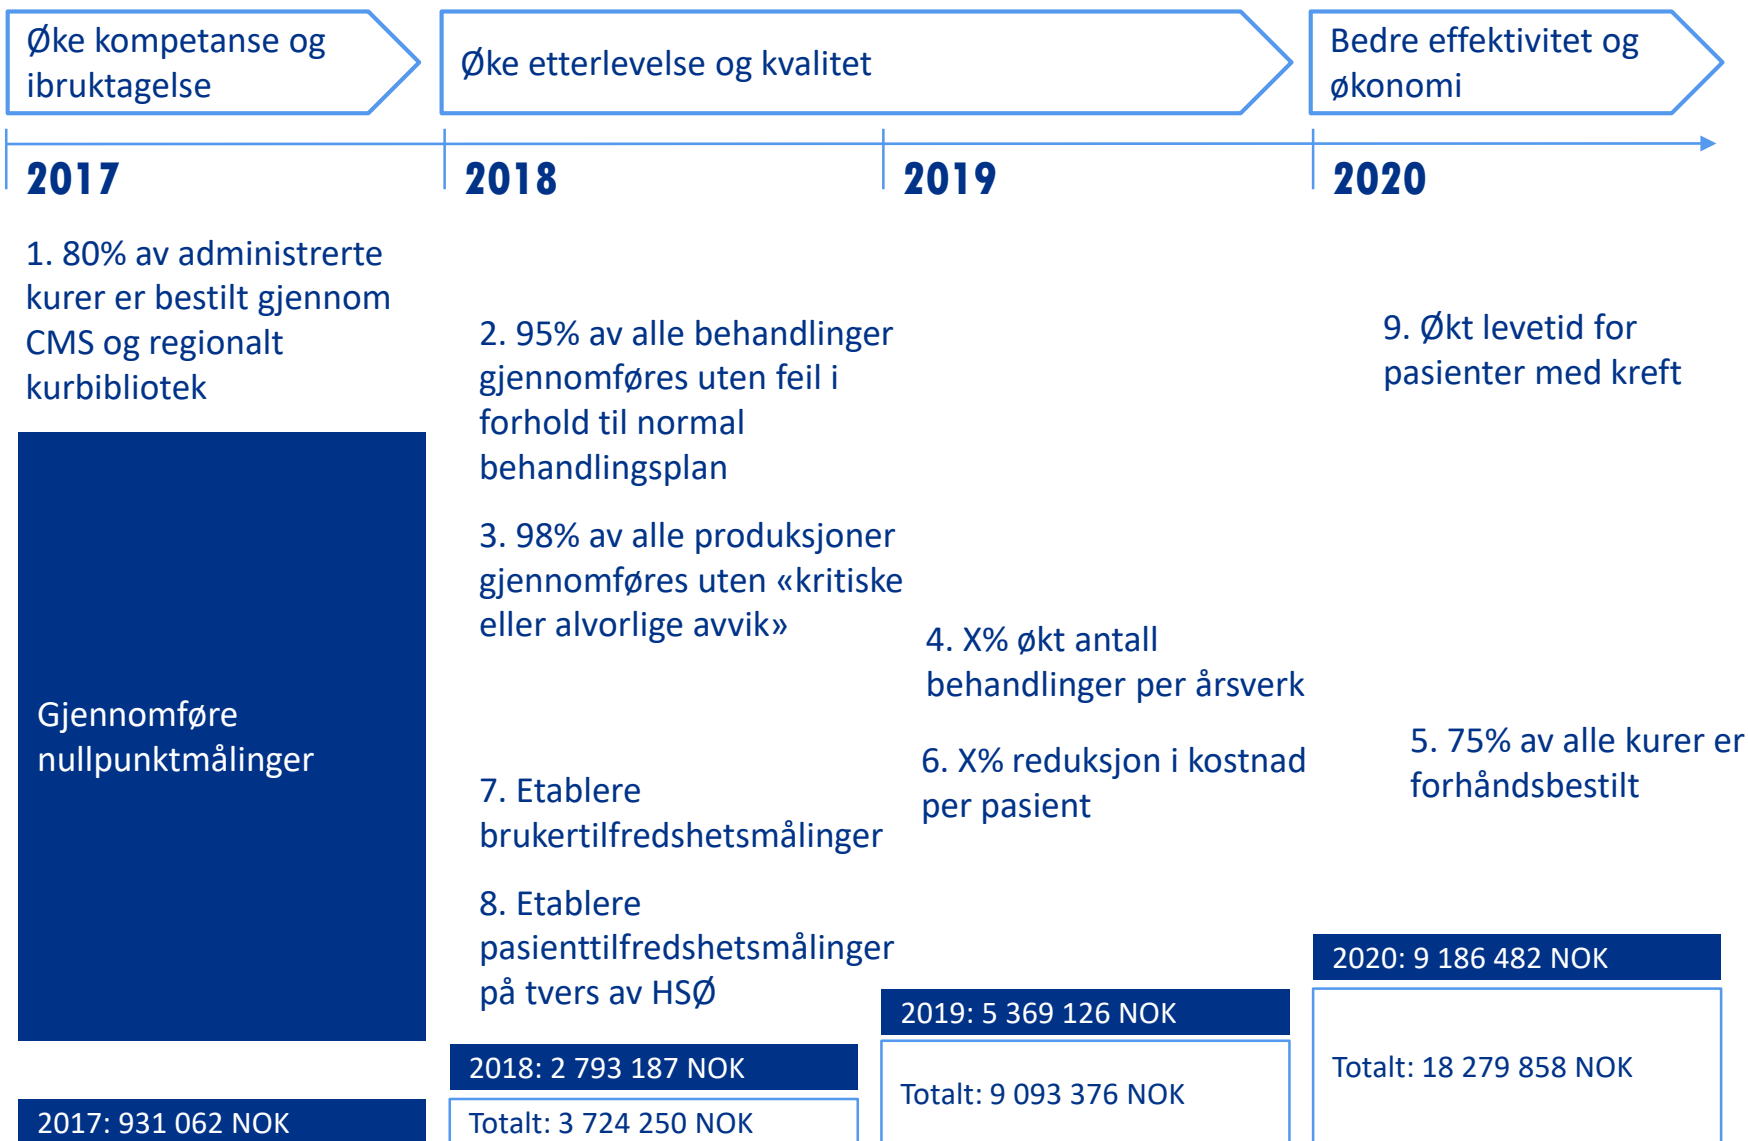 Øke kompetanse og
ibruktagelse
Øke etterlevelse og kvalitet
Bedre effektivitet og
økonomi
2017
2018
2019
2020
1. 80% av administrerte
kurer er bestilt gjennom
CMS og regionalt
kurbibliotek
Gjennomføre
nullpunktmålinger
2017: 931 062 NOK
2. 95% av alle behandlinger
gjennomføres uten feil i
forhold til normal
behandlingsplan
3. 98% av alle produksjoner
gjennomføres uten «kritiske
eller alvorlige avvik»
7. Etablere
brukertilfredshetsmålinger
8. Etablere
pasienttilfredshetsmålinger
på tvers av HSØ
2018: 2 793 187 NOK
Totalt: 3 724 250 NOK
4. X% økt antall
behandlinger per årsverk
6. X% reduksjon i kostnad
per pasient
2019: 5 369 126 NOK
Totalt: 9 093 376 NOK
9. Økt levetid for
pasienter med kreft
5. 75% av alle kurer er
forhåndsbestilt
2020: 9 186 482 NOK
Totalt: 18 279 858 NOK